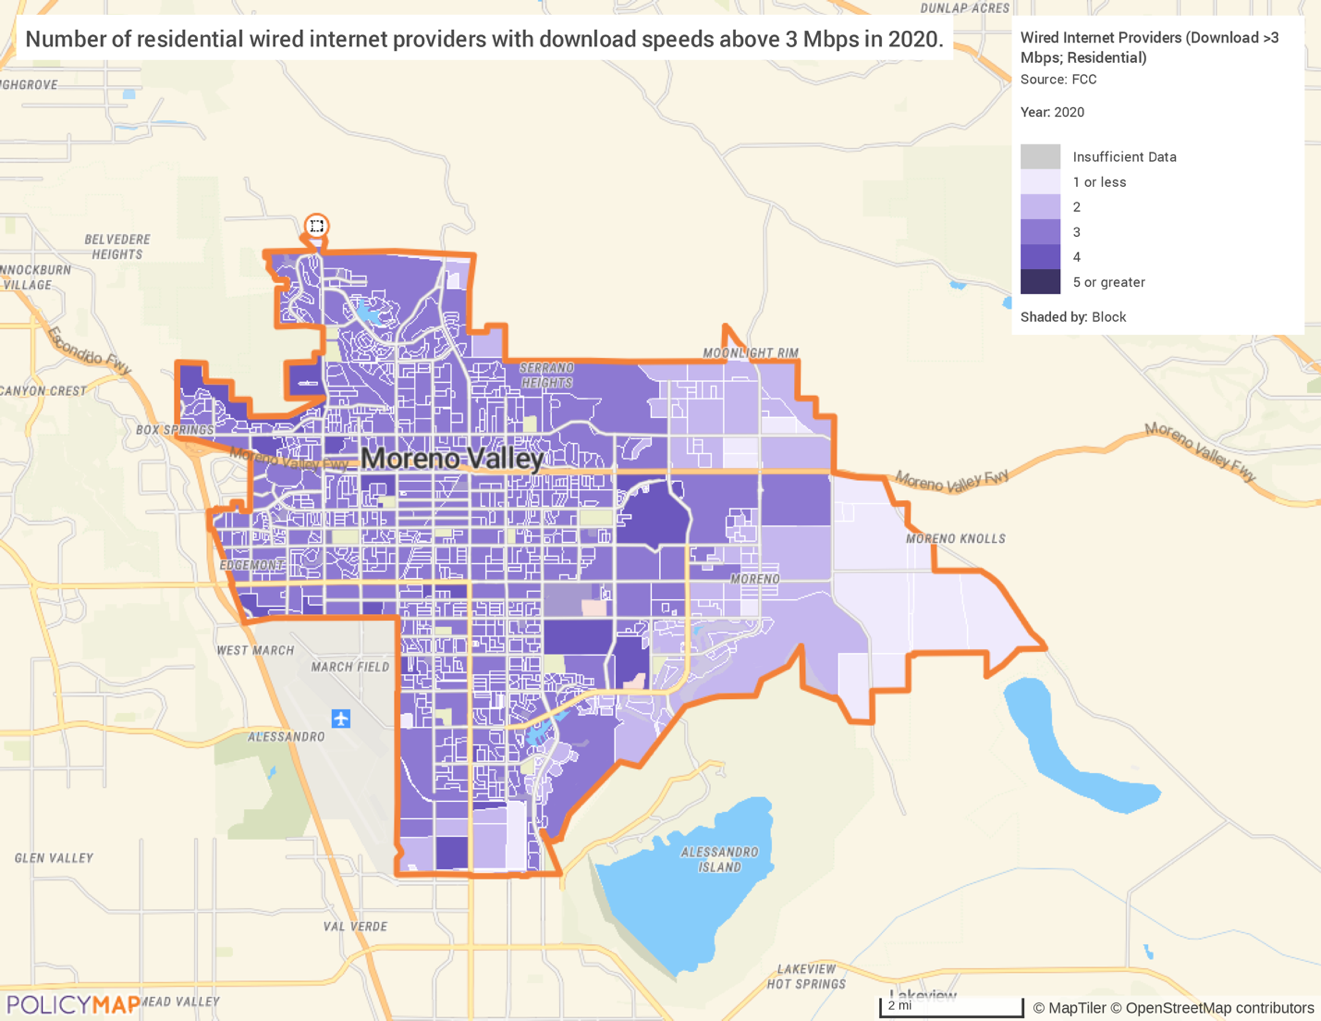 DUNLAP ACRES
Number of residential wired internet providers with download speeds above 3 Mbps in 2020.
Wired Internet Providers (Download >3
Mbps; Residential)
Source: FCC
Year: 2020
Insufficient Data
1 or less
2
3
4
5 or greater
Shaded by: Block
IGHGROVE
BELVEDERE
HEIGHTS
NNOCKBURN
VILLAGE
Escondido Fwy
CANYON CREST
MOONLIGHT RIM
SERRANO
HEIGHTS
BOX SPRINGS
Moreno Valley Fwy
Moreno Valley
Moreno Valley Fwy
Moreno Valley Fwy
MORENO KNOLLS
EDGEMONT
MORENO
WEST MARCH
MARCH FIELD
ALESSANDRO
GLEN VALLEY
ALESSANDRO
ISLAND
VAL VERDE
LAKEVIEW
HOT SPRINGS
Lakeview
POLICYMAP
MEAD VALLEY
2 mi
© MapTiler © OpenStreetMap contributors